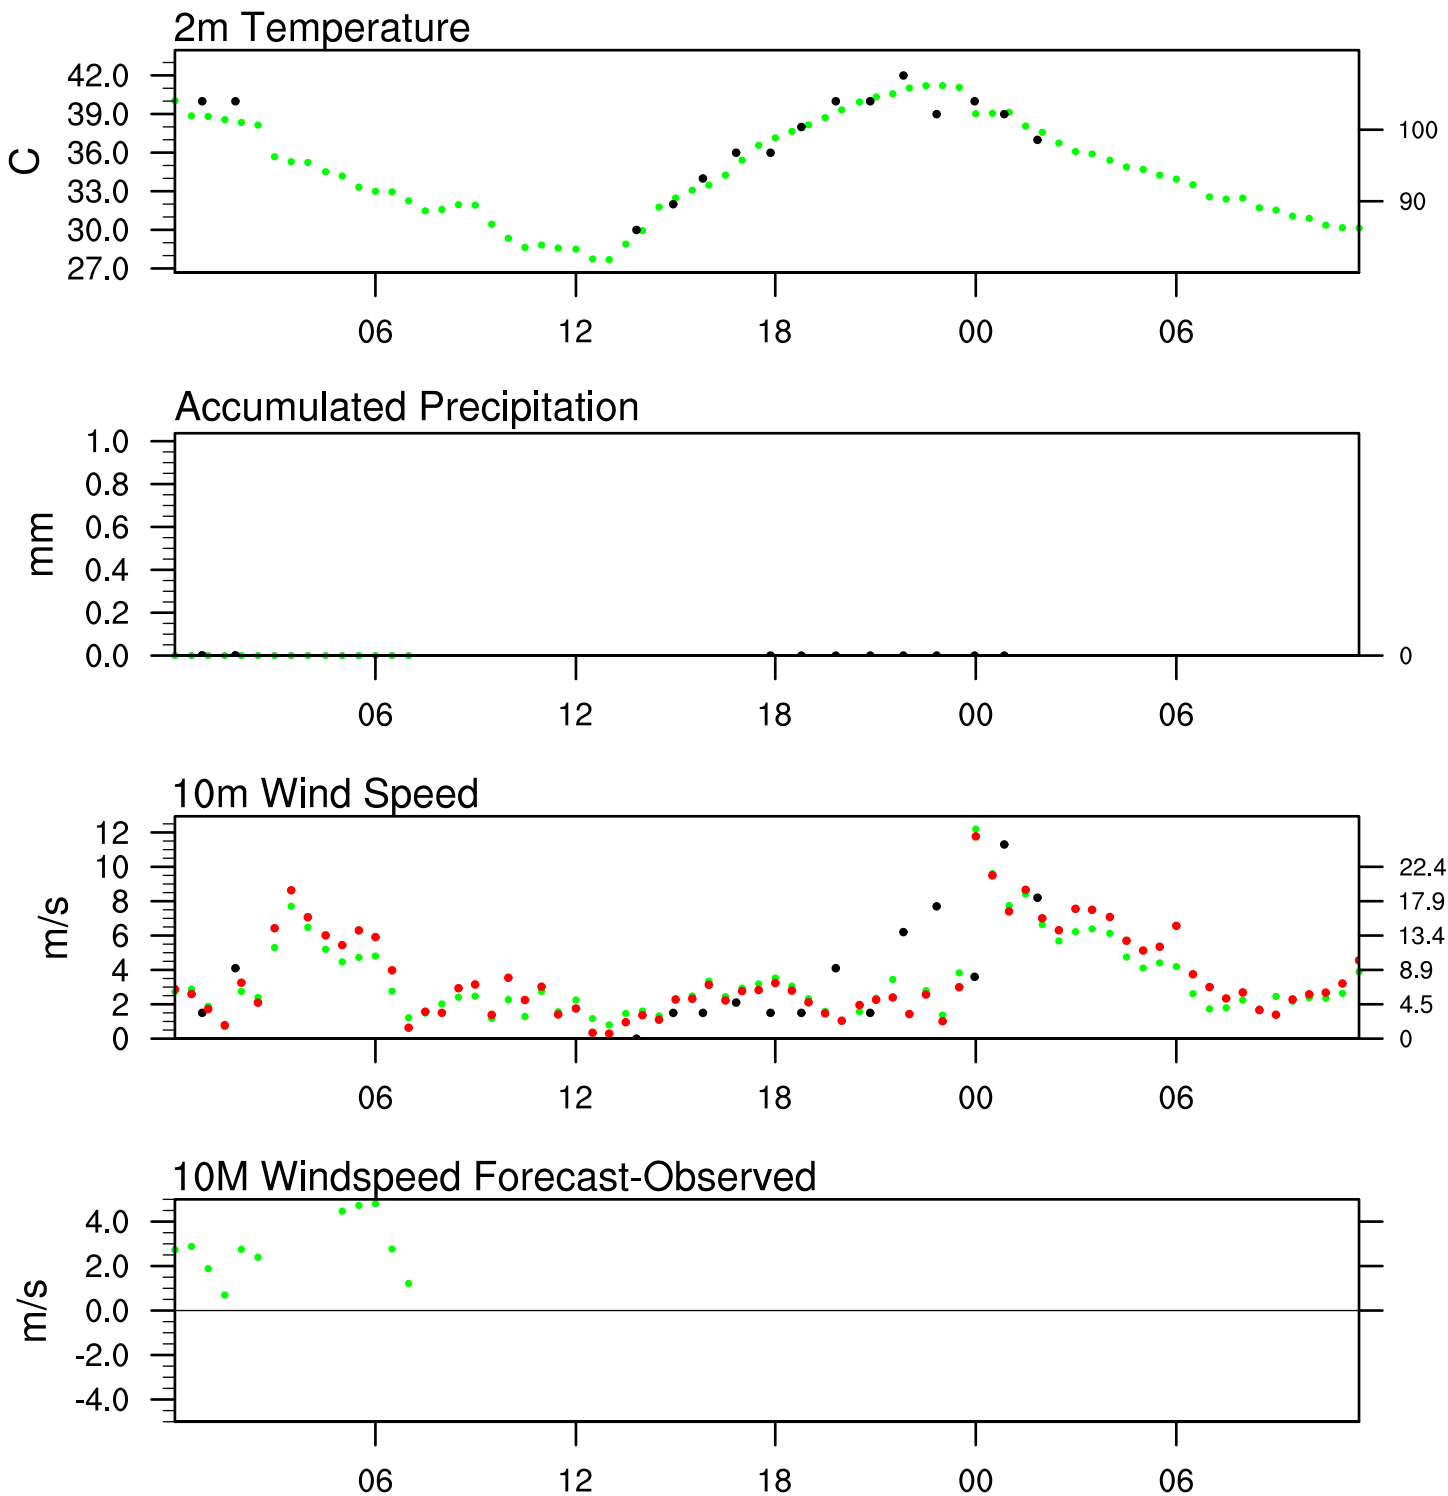 2m Temperature
42.0
39.0
36.0
33.0
30.0
27.0
C
100
90
06 12 18 00 06
Accumulated Precipitation
1.0
0.8
0.6
0.4
0.2
0.0
mm
0
06 12 18 00 06
10m Wind Speed
12
10
8
6
4
2
0
m/s
22.4
17.9
13.4
8.9
4.5
0
06 12 18 00 06
10M Windspeed Forecast-Observed
4.0
2.0
0.0
-2.0
-4.0
m/s
06 12 18 00 06